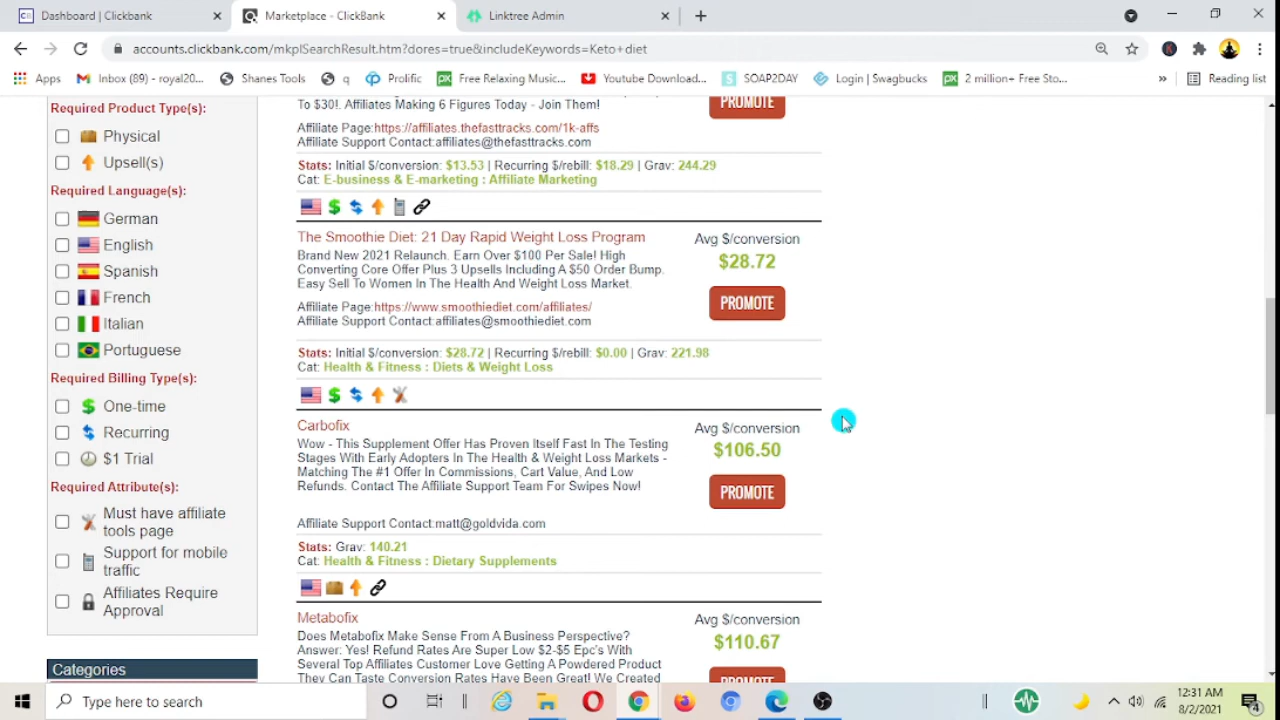 Dashboard | Clickbank
Marketplace - ClickBank
Linktree Admin
accounts.clickbank.com/mkplSearchResult.htm?dores=true&includeKeywords=Keto+diet
Apps
Inbox (89) - royal20...
Shanes Tools
q
Prolific
Free Relaxing Music...
Youtube Download...
SOAP2DAY
Login | Swagbucks
2 million+ Free Sto...
»
Reading list
Required Product Type(s):
Physical
Upsell(s)
Required Language(s):
German
English
Spanish
French
Italian
Portuguese
Required Billing Type(s):
One-time
Recurring
$1 Trial
Required Attribute(s):
Must have affiliate
tools page
Support for mobile
traffic
Affiliates Require
Approval
Categories
To $30!. Affiliates Making 6 Figures Today - Join Them!
PROMOTE
Affiliate Page:https://affiliates.thefasttracks.com/1k-affs
Affiliate Support Contact:affiliates@thefasttracks.com
Stats: Initial $/conversion: $13.53 | Recurring $/rebill: $18.29 | Grav: 244.29
Cat: E-business & E-marketing : Affiliate Marketing
The Smoothie Diet: 21 Day Rapid Weight Loss Program
Brand New 2021 Relaunch. Earn Over $100 Per Sale! High
Converting Core Offer Plus 3 Upsells Including A $50 Order Bump.
Easy Sell To Women In The Health And Weight Loss Market.
Avg $/conversion
$28.72
PROMOTE
Affiliate Page:https://www.smoothiediet.com/affiliates/
Affiliate Support Contact:affiliates@smoothiediet.com
Stats: Initial $/conversion: $28.72 | Recurring $/rebill: $0.00 | Grav: 221.98
Cat: Health & Fitness : Diets & Weight Loss
Carbofix
Wow - This Supplement Offer Has Proven Itself Fast In The Testing
Stages With Early Adopters In The Health & Weight Loss Markets -
Matching The #1 Offer In Commissions, Cart Value, And Low
Refunds. Contact The Affiliate Support Team For Swipes Now!
Avg $/conversion
$106.50
PROMOTE
Affiliate Support Contact:matt@goldvida.com
Stats: Grav: 140.21
Cat: Health & Fitness : Dietary Supplements
Metabofix
Does Metabofix Make Sense From A Business Perspective?
Answer: Yes! Refund Rates Are Super Low $2-$5 Epc's With
Several Top Affiliates Customer Love Getting A Powdered Product
They Can Taste Conversion Rates Have Been Great! We Created
Avg $/conversion
$110.67
PROMOTE
Type here to search
12:31 AM
8/2/2021
4